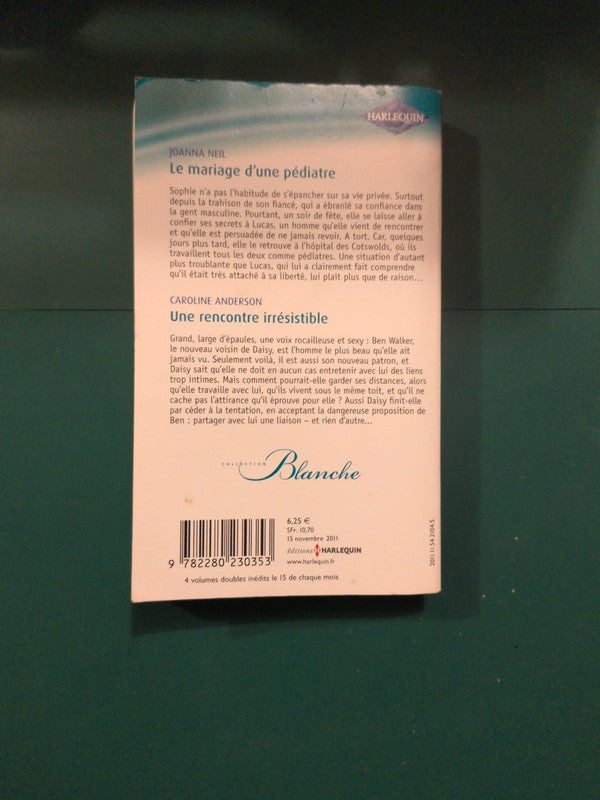 HARLEQUIN
JOANNA NEIL
Le mariage d'une pédiatre
Sophie n'a pas l'habitude de s'épancher sur sa vie privée. Surtout
depuis la trahison de son fiancé, qui a ébranlé sa confiance dans
la gent masculine. Pourtant, un soir de fête, elle se laisse aller à
confier ses secrets à Lucas, un homme qu'elle vient de rencontrer
et qu'elle est persuadée de ne jamais revoir. A tort. Car, quelques
jours plus tard, elle le retrouve à l'hôpital des Cotswolds, où ils
travaillent tous les deux comme pédiatres. Une situation d'autant
plus troublante que Lucas, qui lui a clairement fait comprendre
qu'il était très attaché à sa liberté, lui plaît plus que de raison...
CAROLINE ANDERSON
Une rencontre irrésistible
Grand, large d'épaules, une voix rocailleuse et sexy : Ben Walker,
le nouveau voisin de Daisy, est l'homme le plus beau qu'elle ait
jamais vu. Seulement voilà, il est aussi son nouveau patron, et
Daisy sait qu'elle ne doit en aucun cas entretenir avec lui des liens
trop intimes. Mais comment pourrait-elle garder ses distances, alors
qu'elle travaille avec lui, qu'ils vivent sous le même toit, et qu'il ne
cache pas l'attirance qu'il éprouve pour elle ? Aussi Daisy finit-elle
par céder à la tentation, en acceptant la dangereuse proposition de
Ben : partager avec lui une liaison – et rien d'autre...
COLLECTION
Blanche
6,25 €
SFr. 10,70
15 novembre 2011
éditions HARLEQUIN
www.harlequin.fr
9 782280 230353
4 volumes doubles inédits le 15 de chaque mois
2011.11.54.2104.5